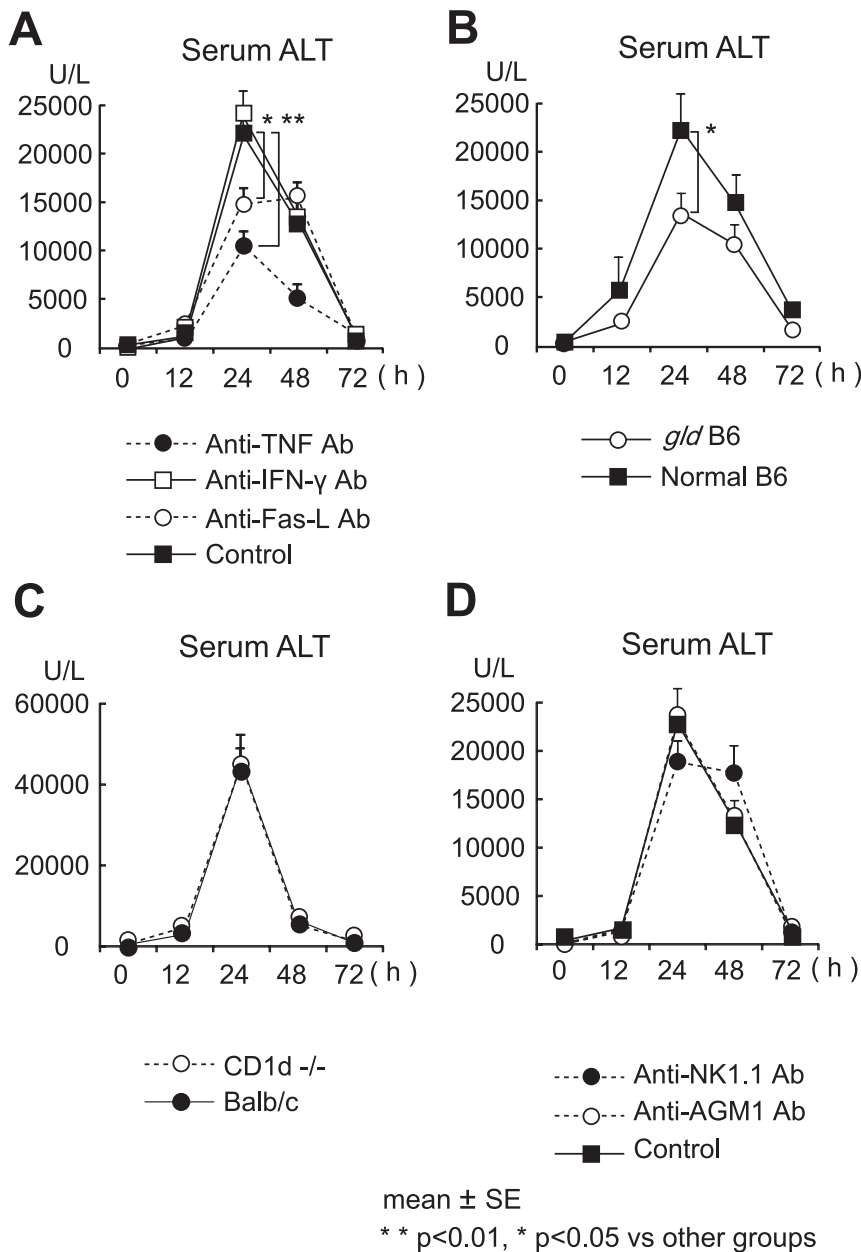 A
Serum ALT
U/L
25000
20000
15000
10000
5000
0
* **
0 12 24 48 72 ( h )
Anti-TNF Ab
Anti-IFN-γ Ab
Anti-Fas-L Ab
Control
B
Serum ALT
U/L
25000
20000
15000
10000
5000
0
*
0 12 24 48 72 ( h )
gld B6
Normal B6
C
Serum ALT
U/L
60000
40000
20000
0
0 12 24 48 72 ( h )
CD1d -/-
Balb/c
D
Serum ALT
U/L
25000
20000
15000
10000
5000
0
0 12 24 48 72 ( h )
Anti-NK1.1 Ab
Anti-AGM1 Ab
Control
mean ± SE
* * p<0.01, * p<0.05 vs other groups